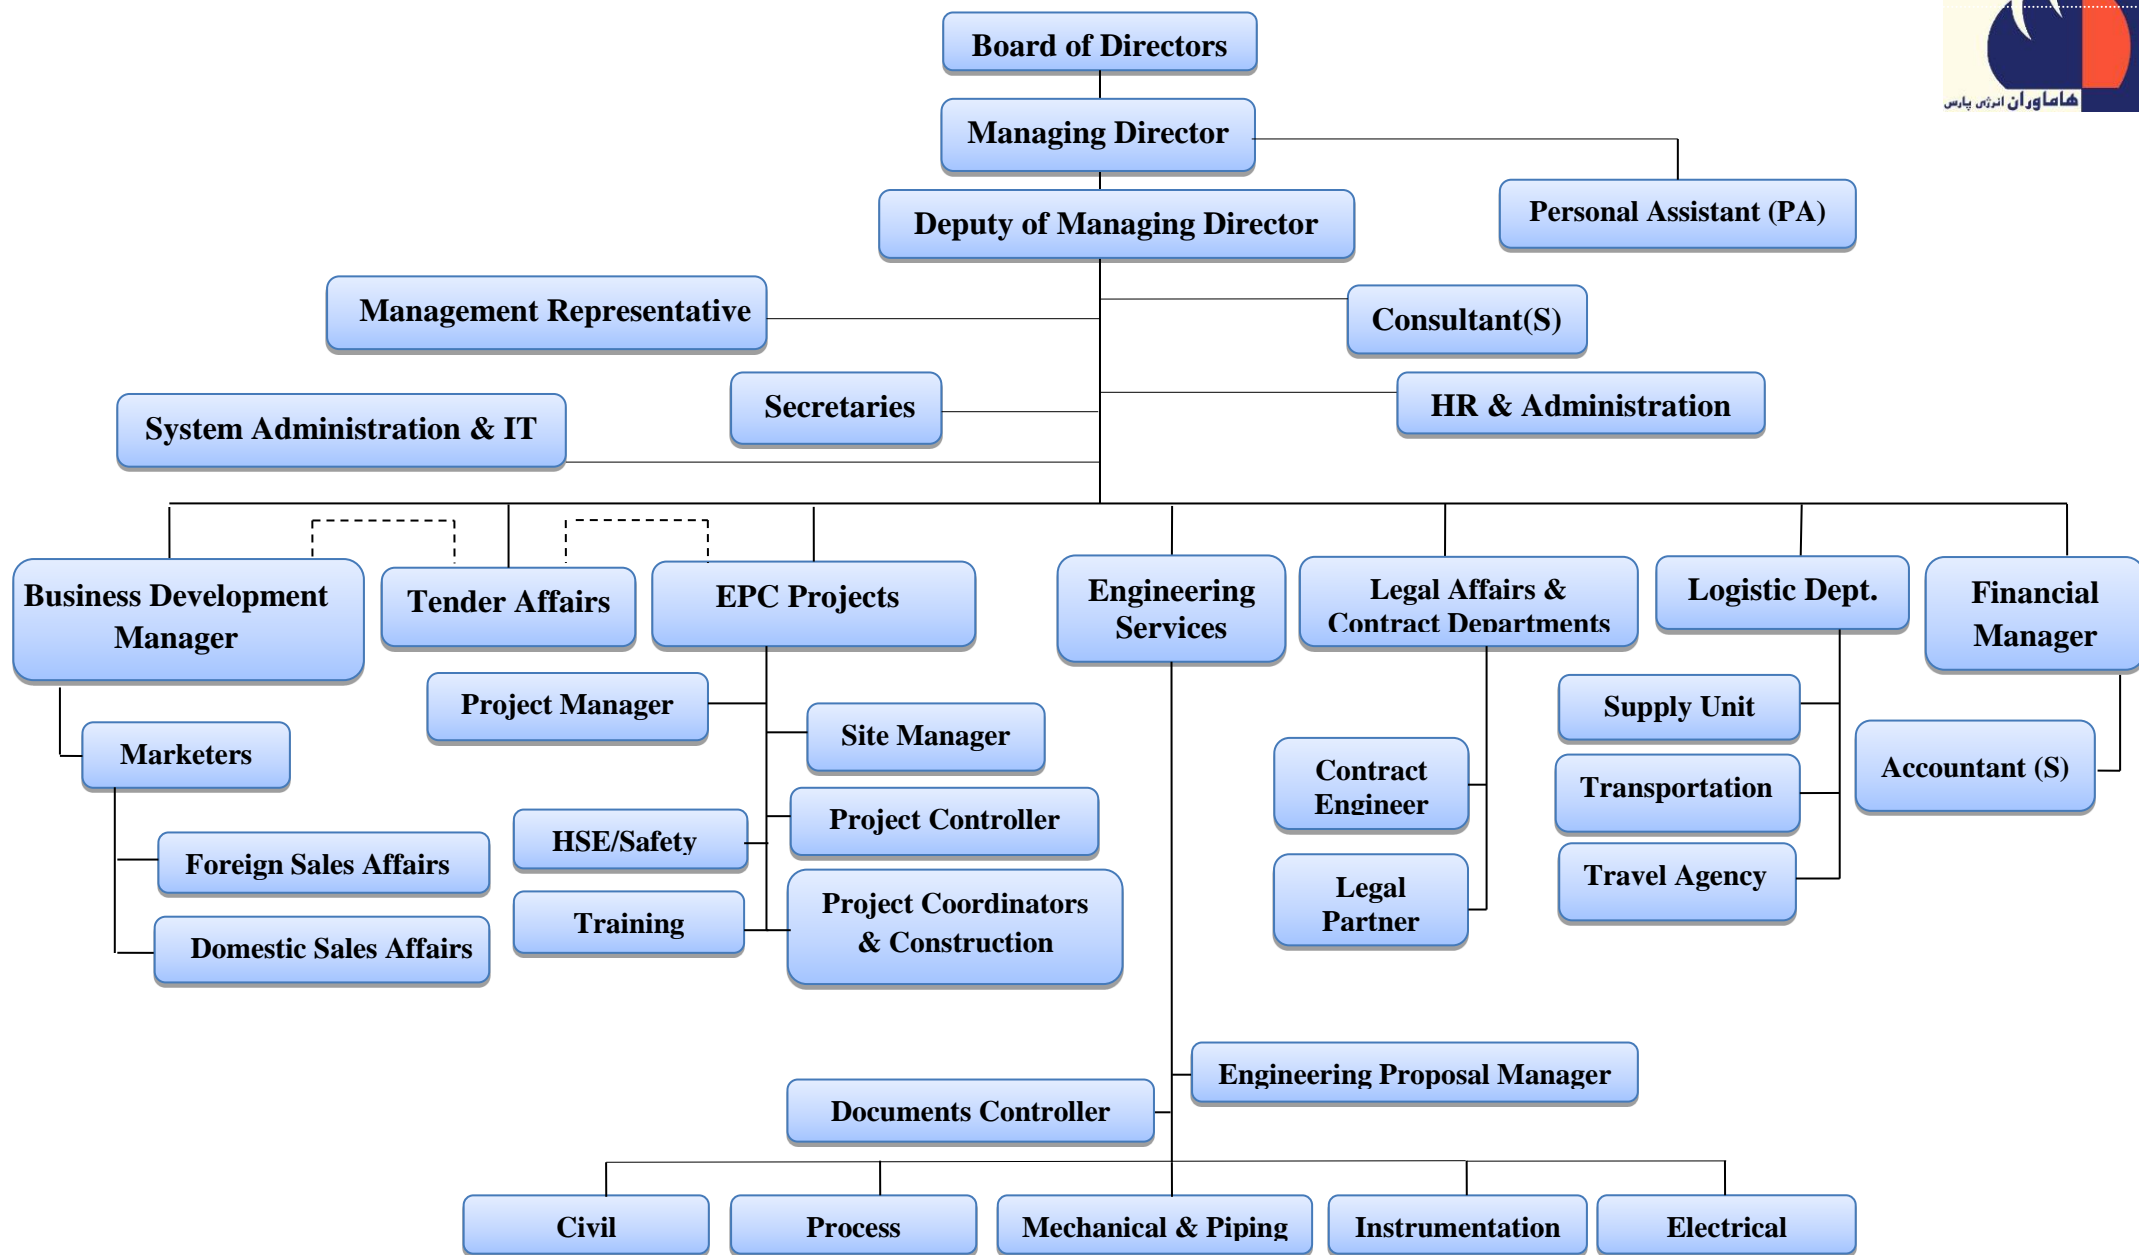 هاماوران انرژی پارس
Board of Directors
Managing Director
Deputy of Managing Director
Personal Assistant (PA)
Management Representative
Consultant(S)
Secretaries
HR & Administration
System Administration & IT
Business Development
Manager
Tender Affairs
EPC Projects
Engineering
Services
Legal Affairs &
Contract Departments
Logistic Dept.
Financial
Manager
Project Manager
Site Manager
Supply Unit
Marketers
Contract
Engineer
Transportation
Accountant (S)
HSE/Safety
Project Controller
Foreign Sales Affairs
Training
Project Coordinators
& Construction
Legal
Partner
Travel Agency
Domestic Sales Affairs
Engineering Proposal Manager
Documents Controller
Civil
Process
Mechanical & Piping
Instrumentation
Electrical